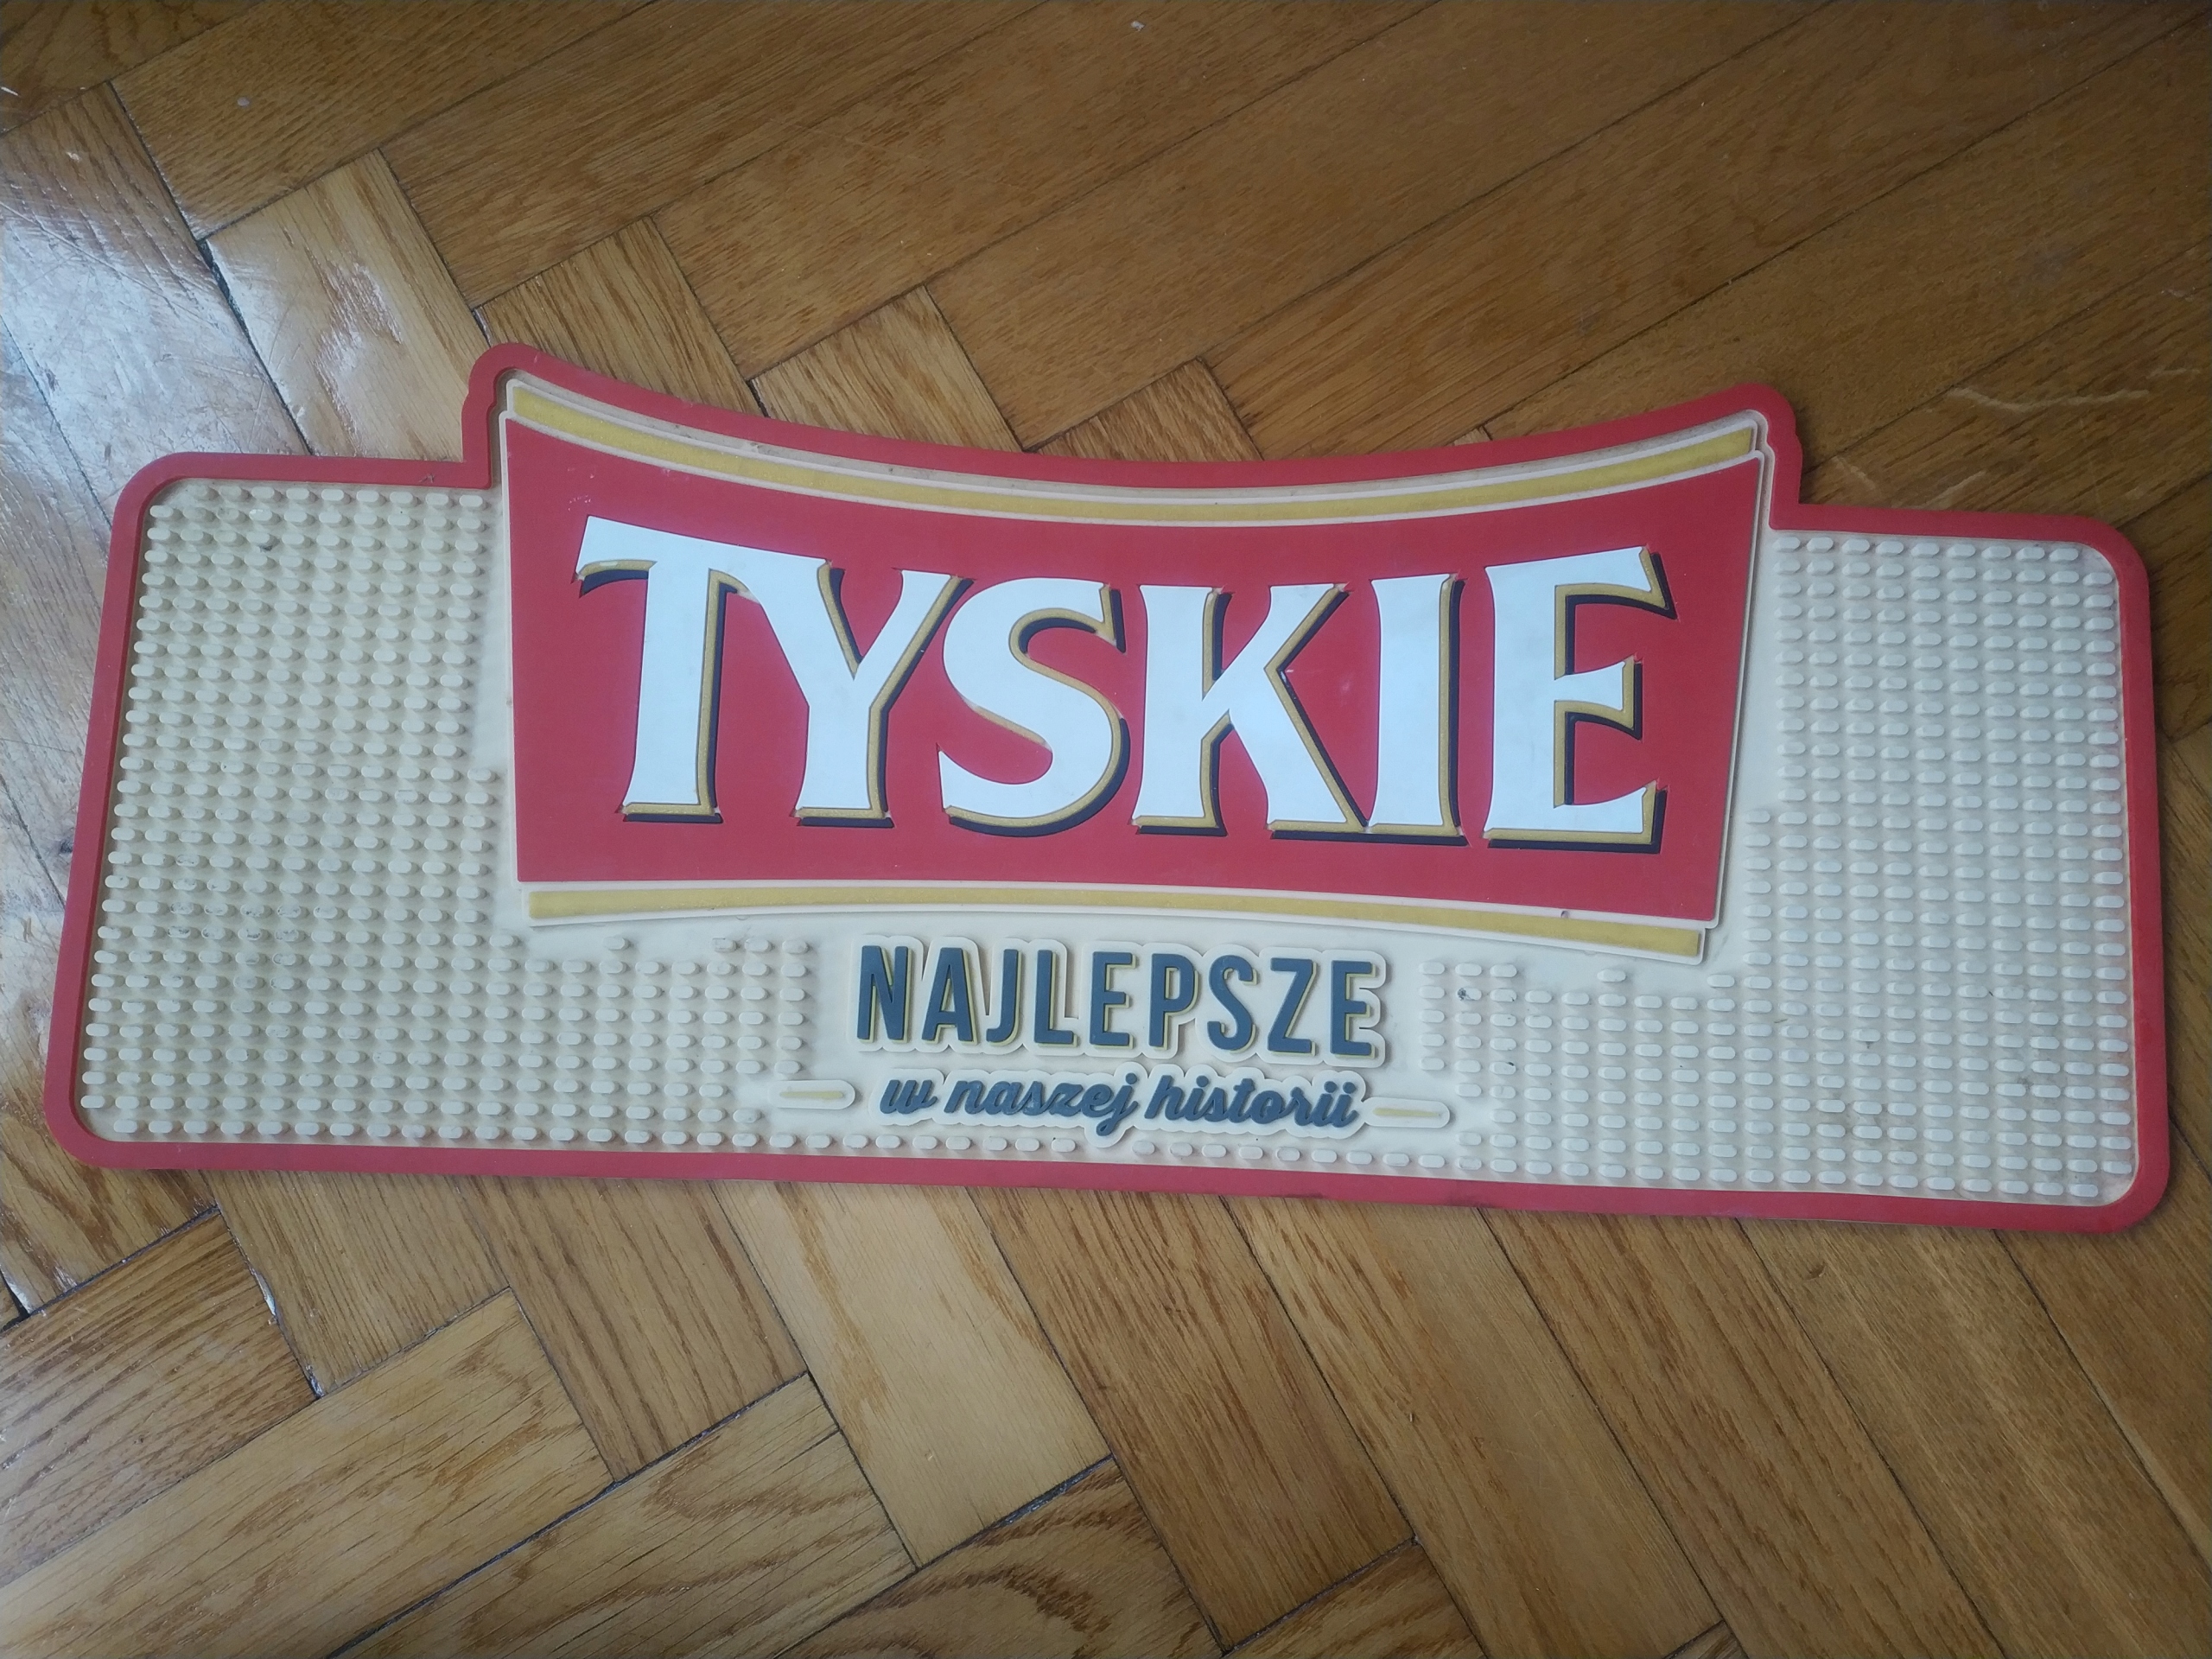 TYSKIE
NAJLEPSZE
w naszej historii